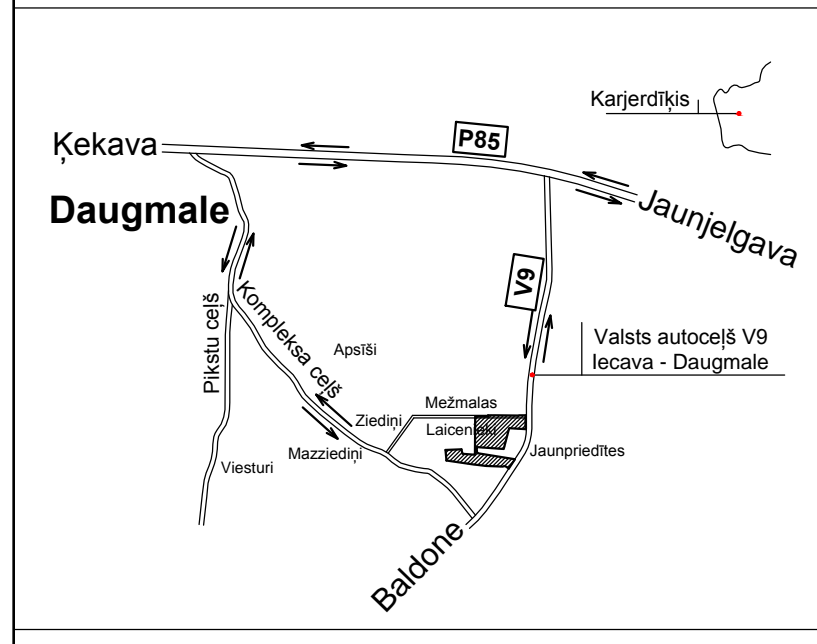 Karjerdīķis
P85
Ķekava
Daugmale
Jaunjelgava
V9
Pikstu ceļš
Kompleksa ceļš
Valsts autoceļš V9
Iecava - Daugmale
Apsīši
Mežmalas
Ziediņi
Laicenieki
Mazziediņi
Jaunpriedītes
Viesturi
Baldone